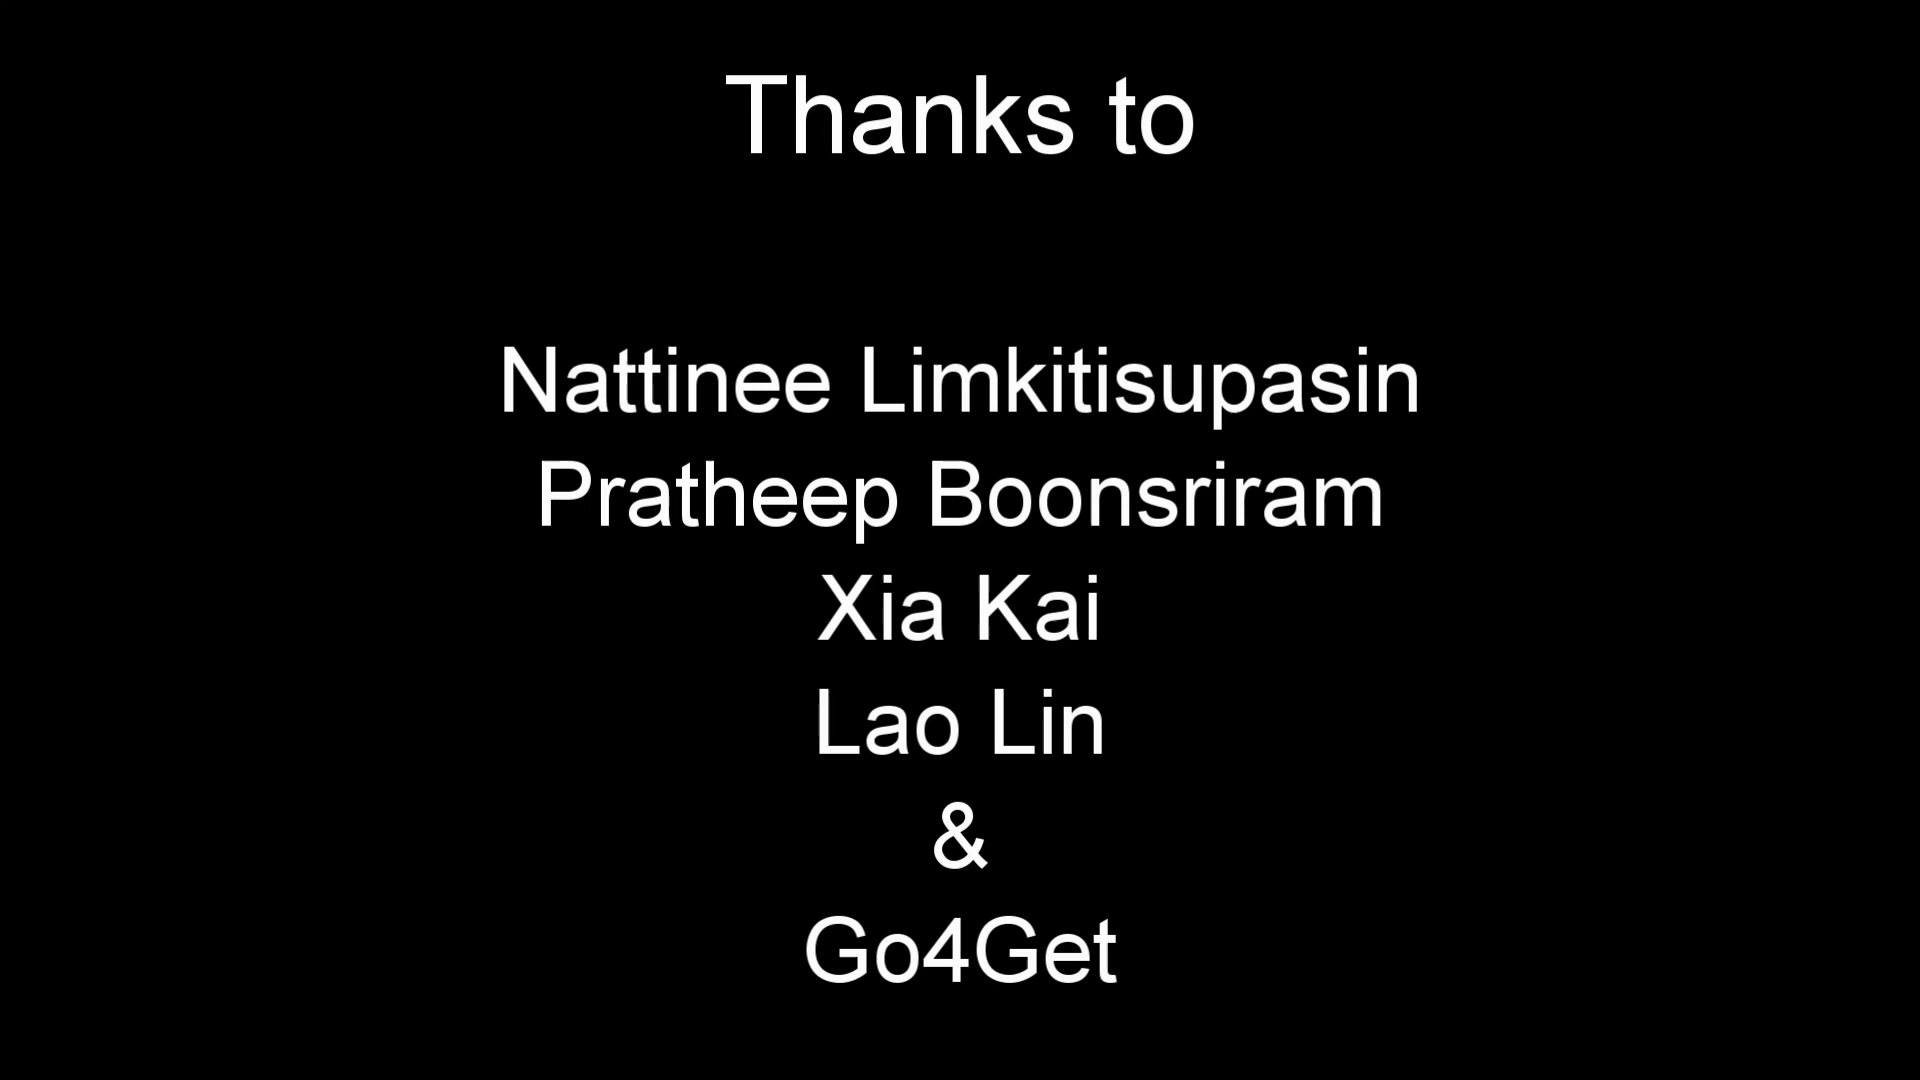 Thanks to
Nattinee Limkitisupasin
Pratheep Boonsriram
Xia Kai
Lao Lin
&
Go4Get